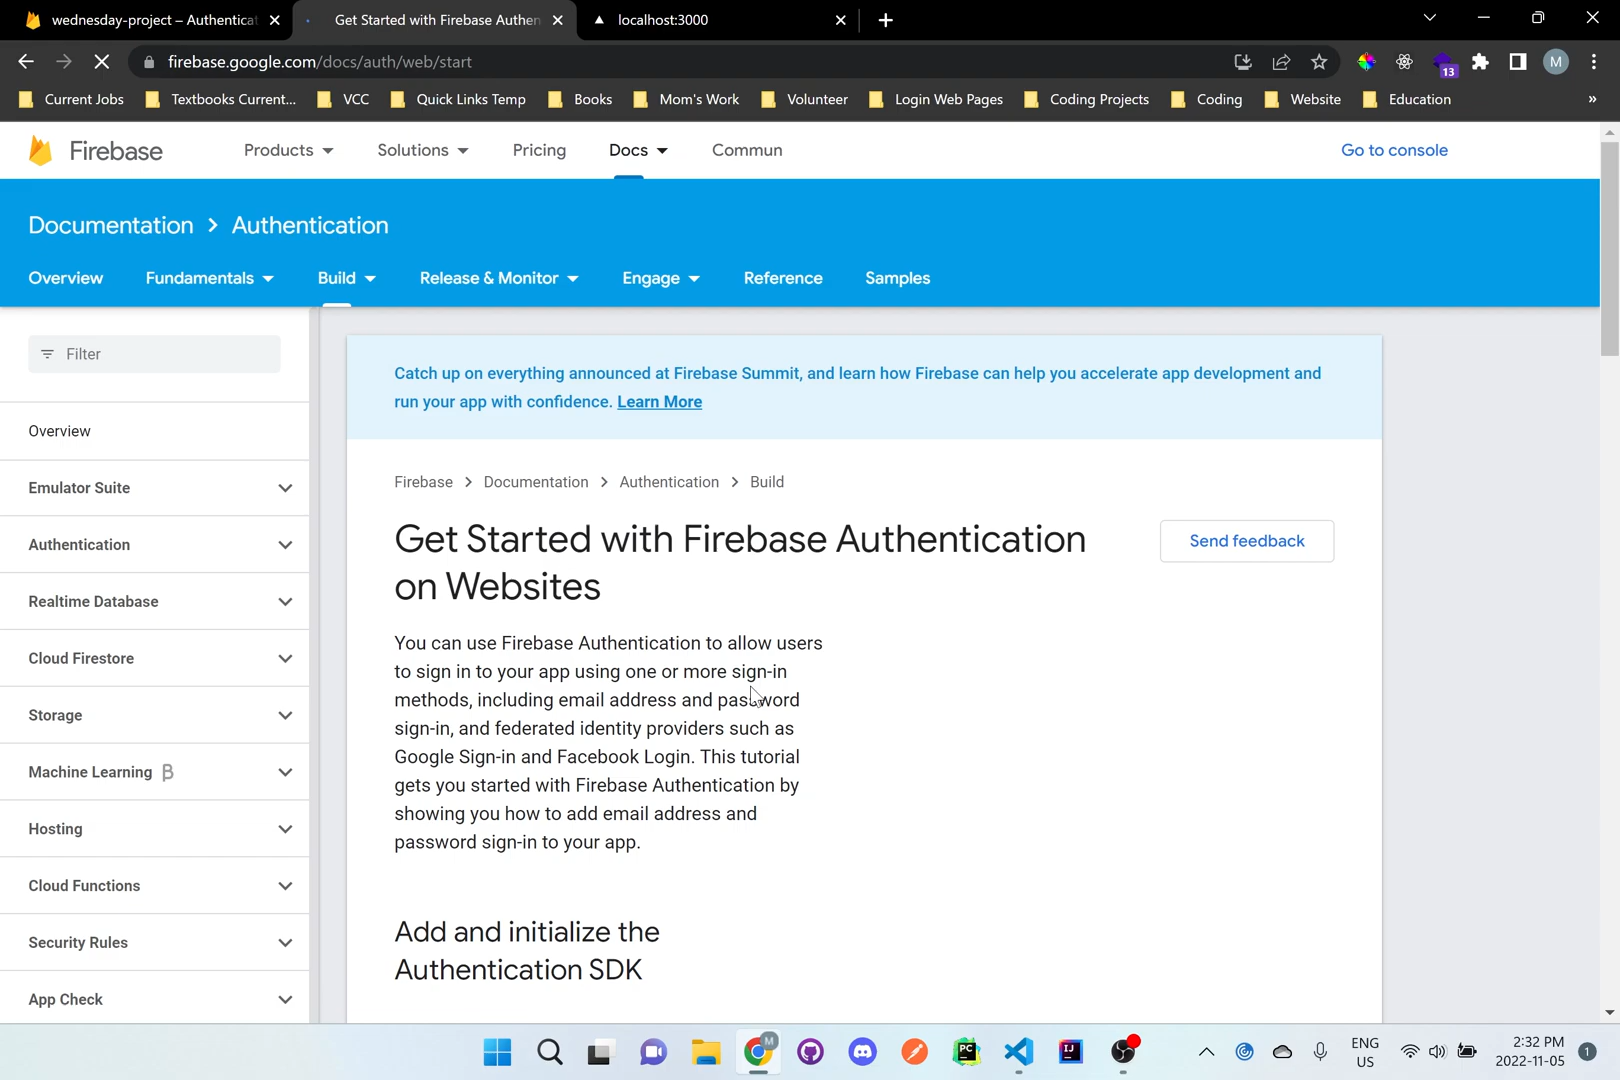 wednesday-project – Authentica
Get Started with Firebase Authen
localhost:3000
firebase.google.com/docs/auth/web/start
13
M
Current Jobs
Textbooks Current...
VCC
Quick Links Temp
Books
Mom's Work
Volunteer
Login Web Pages
Coding Projects
Coding
Website
Education
»
Firebase
Products
Solutions
Pricing
Docs
Commun
Go to console
Documentation > Authentication
Overview
Fundamentals
Build
Release & Monitor
Engage
Reference
Samples
Filter
Overview
Emulator Suite
Authentication
Realtime Database
Cloud Firestore
Storage
Machine Learning β
Hosting
Cloud Functions
Security Rules
App Check
Catch up on everything announced at Firebase Summit, and learn how Firebase can help you accelerate app development and
run your app with confidence. Learn More
Firebase > Documentation > Authentication > Build
Get Started with Firebase Authentication
on Websites
Send feedback
You can use Firebase Authentication to allow users
to sign in to your app using one or more sign-in
methods, including email address and password
sign-in, and federated identity providers such as
Google Sign-in and Facebook Login. This tutorial
gets you started with Firebase Authentication by
showing you how to add email address and
password sign-in to your app.
Add and initialize the
Authentication SDK
M
PC
IJ
ENG
US
2:32 PM
2022-11-05
1